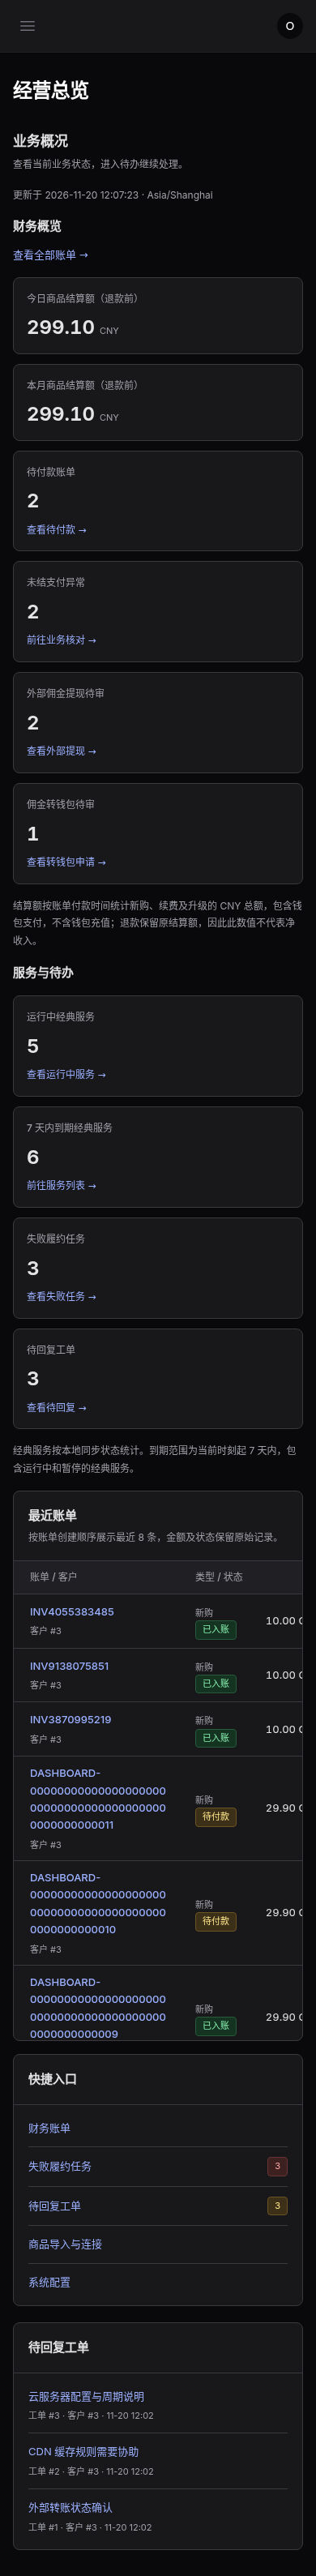 O
经营总览
业务概况
查看当前业务状态，进入待办继续处理。
更新于 2026-11-20 12:07:23 · Asia/Shanghai
财务概览
查看全部账单 →
今日商品结算额（退款前）
299.10 CNY
本月商品结算额（退款前）
299.10 CNY
待付款账单
2
查看待付款 →
未结支付异常
2
前往业务核对 →
外部佣金提现待审
2
查看外部提现 →
佣金转钱包待审
1
查看转钱包申请 →
结算额按账单付款时间统计新购、续费及升级的 CNY 总额，包含钱
包支付，不含钱包充值；退款保留原结算额，因此此数值不代表净
收入。
服务与待办
运行中经典服务
5
查看运行中服务 →
7 天内到期经典服务
6
前往服务列表 →
失败履约任务
3
查看失败任务 →
待回复工单
3
查看待回复 →
经典服务按本地同步状态统计。到期范围为当前时刻起 7 天内，包
含运行中和暂停的经典服务。
最近账单
按账单创建顺序展示最近 8 条，金额及状态保留原始记录。
账单 / 客户 类型 / 状态
INV4055383485
客户 #3
新购
已入账
10.00 C
INV9138075851
客户 #3
新购
已入账
10.00 C
INV3870995219
客户 #3
新购
已入账
10.00 C
DASHBOARD-
00000000000000000000
00000000000000000000
0000000000011
客户 #3
新购
待付款
29.90 C
DASHBOARD-
00000000000000000000
00000000000000000000
0000000000010
客户 #3
新购
待付款
29.90 C
DASHBOARD-
00000000000000000000
00000000000000000000
0000000000009
新购
已入账
29.90 C
快捷入口
财务账单
失败履约任务 3
待回复工单 3
商品导入与连接
系统配置
待回复工单
云服务器配置与周期说明
工单 #3 · 客户 #3 · 11-20 12:02
CDN 缓存规则需要协助
工单 #2 · 客户 #3 · 11-20 12:02
外部转账状态确认
工单 #1 · 客户 #3 · 11-20 12:02